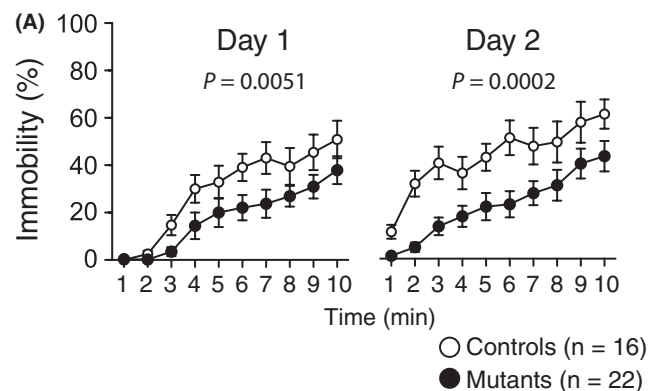 (A)
Day 1
Day 2
P = 0.0051
P = 0.0002
Immobility (%)
100
80
60
40
20
0
1 2 3 4 5 6 7 8 9 10
1 2 3 4 5 6 7 8 9 10
Time (min)
Controls (n = 16)
Mutants (n = 22)